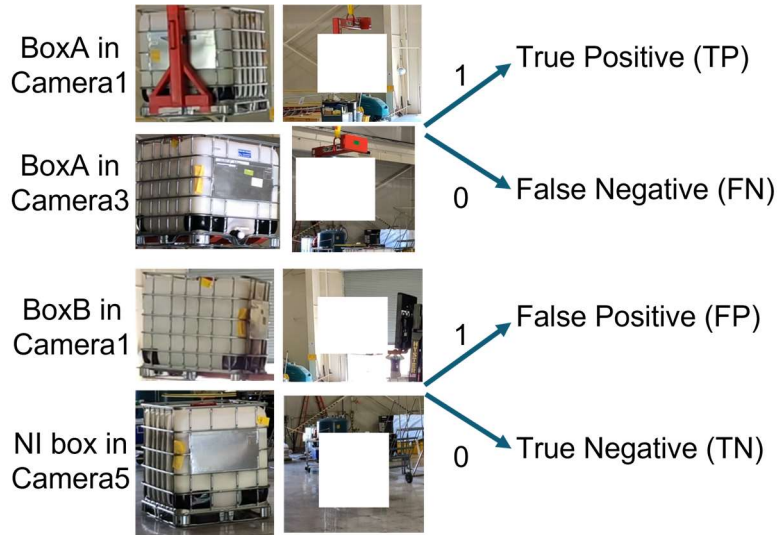 BoxA in
Camera1
1
True Positive (TP)
BoxA in
Camera3
0
False Negative (FN)
BoxB in
Camera1
1
False Positive (FP)
NI box in
Camera5
0
True Negative (TN)